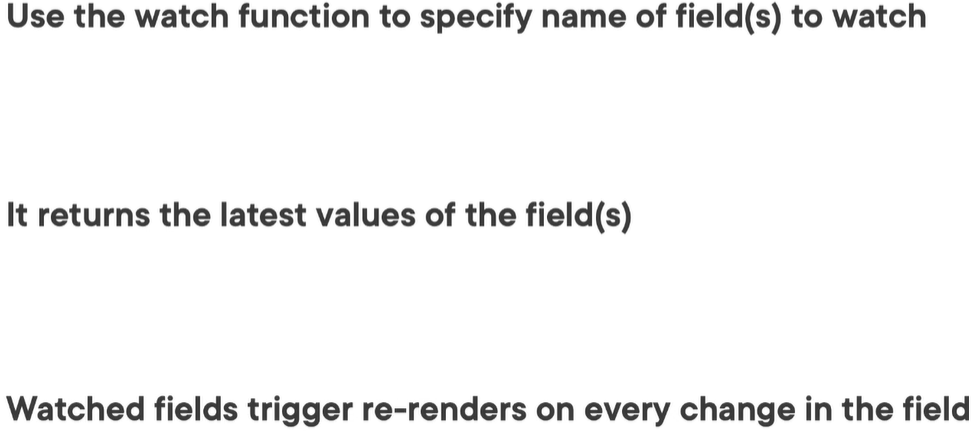 Use the watch function to specify name of field(s) to watch
It returns the latest values of the field(s)
Watched fields trigger re-renders on every change in the field